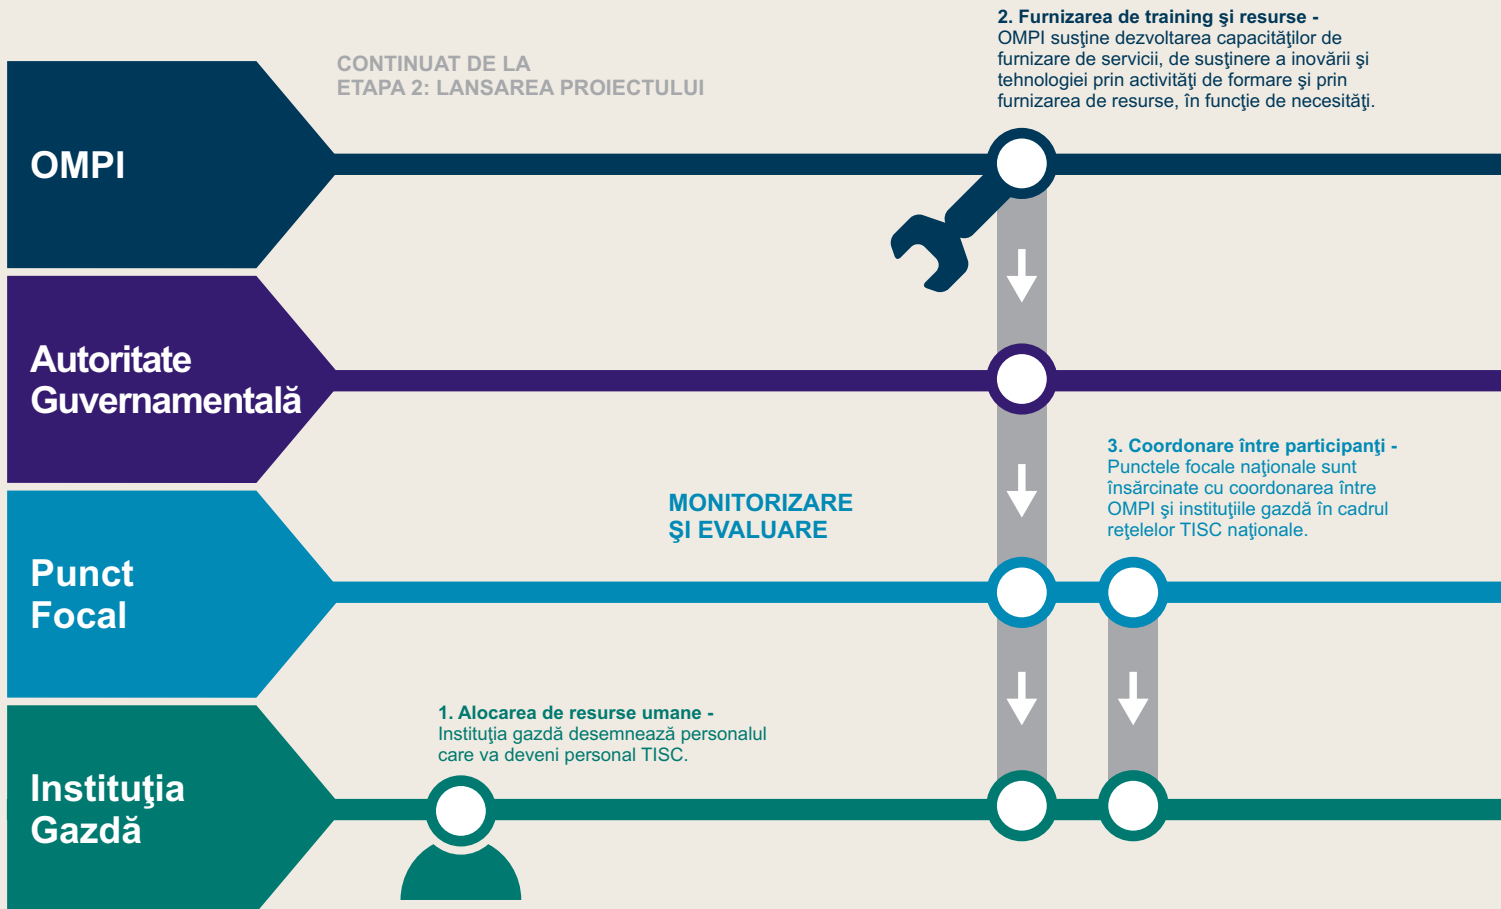 2. Furnizarea de training şi resurse -
OMPI susţine dezvoltarea capacităţilor de
furnizare de servicii, de susţinere a inovării şi
tehnologiei prin activităţi de formare şi prin
furnizarea de resurse, în funcţie de necesităţi.
CONTINUAT DE LA
ETAPA 2: LANSAREA PROIECTULUI
OMPI
Autoritate
Guvernamentală
3. Coordonare între participanţi -
Punctele focale naţionale sunt
însărcinate cu coordonarea între
OMPI şi instituţiile gazdă în cadrul
reţelelor TISC naţionale.
MONITORIZARE
ŞI EVALUARE
Punct
Focal
1. Alocarea de resurse umane -
Instituţia gazdă desemnează personalul
care va deveni personal TISC.
Instituţia
Gazdă